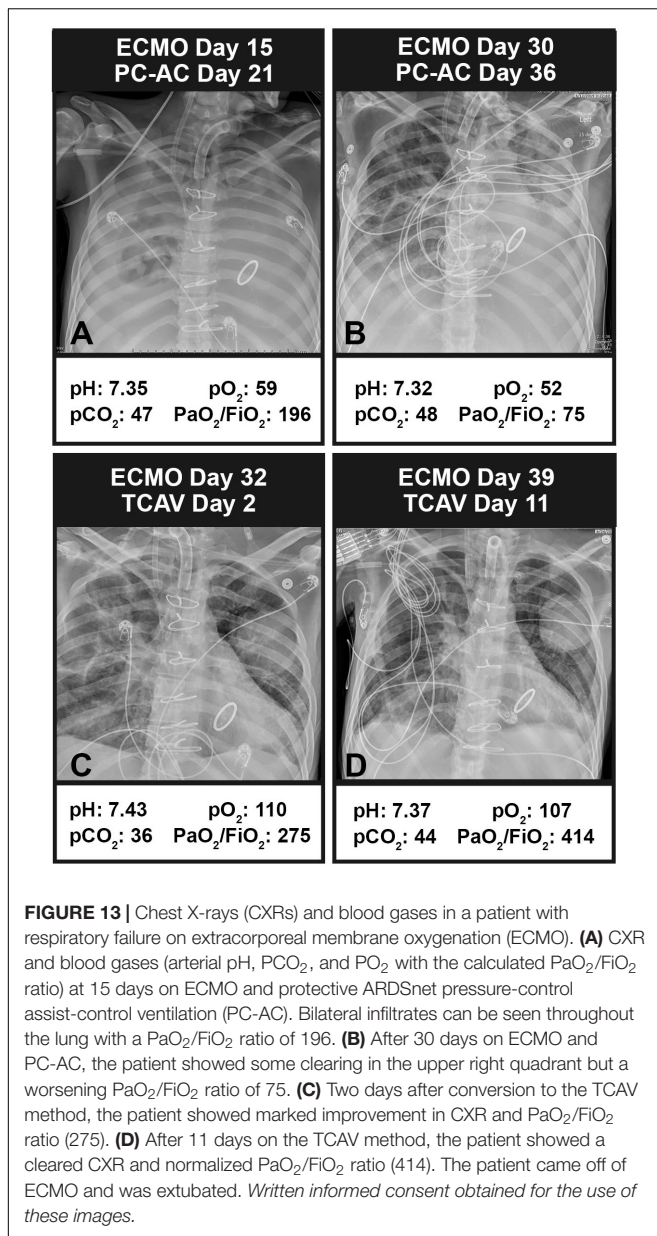 ECMO Day 15
PC-AC Day 21
ECMO Day 30
PC-AC Day 36
Left
A
B
pH: 7.35 pO₂: 59
pCO₂: 47 PaO₂/FiO₂: 196
pH: 7.32 pO₂: 52
pCO₂: 48 PaO₂/FiO₂: 75
ECMO Day 32
TCAV Day 2
ECMO Day 39
TCAV Day 11
C
D
pH: 7.43 pO₂: 110
pCO₂: 36 PaO₂/FiO₂: 275
pH: 7.37 pO₂: 107
pCO₂: 44 PaO₂/FiO₂: 414
FIGURE 13 | Chest X-rays (CXRs) and blood gases in a patient with
respiratory failure on extracorporeal membrane oxygenation (ECMO). (A) CXR
and blood gases (arterial pH, PCO₂, and PO₂ with the calculated PaO₂/FiO₂
ratio) at 15 days on ECMO and protective ARDSnet pressure-control
assist-control ventilation (PC-AC). Bilateral infiltrates can be seen throughout
the lung with a PaO₂/FiO₂ ratio of 196. (B) After 30 days on ECMO and
PC-AC, the patient showed some clearing in the upper right quadrant but a
worsening PaO₂/FiO₂ ratio of 75. (C) Two days after conversion to the TCAV
method, the patient showed marked improvement in CXR and PaO₂/FiO₂
ratio (275). (D) After 11 days on the TCAV method, the patient showed a
cleared CXR and normalized PaO₂/FiO₂ ratio (414). The patient came off of
ECMO and was extubated. Written informed consent obtained for the use of
these images.